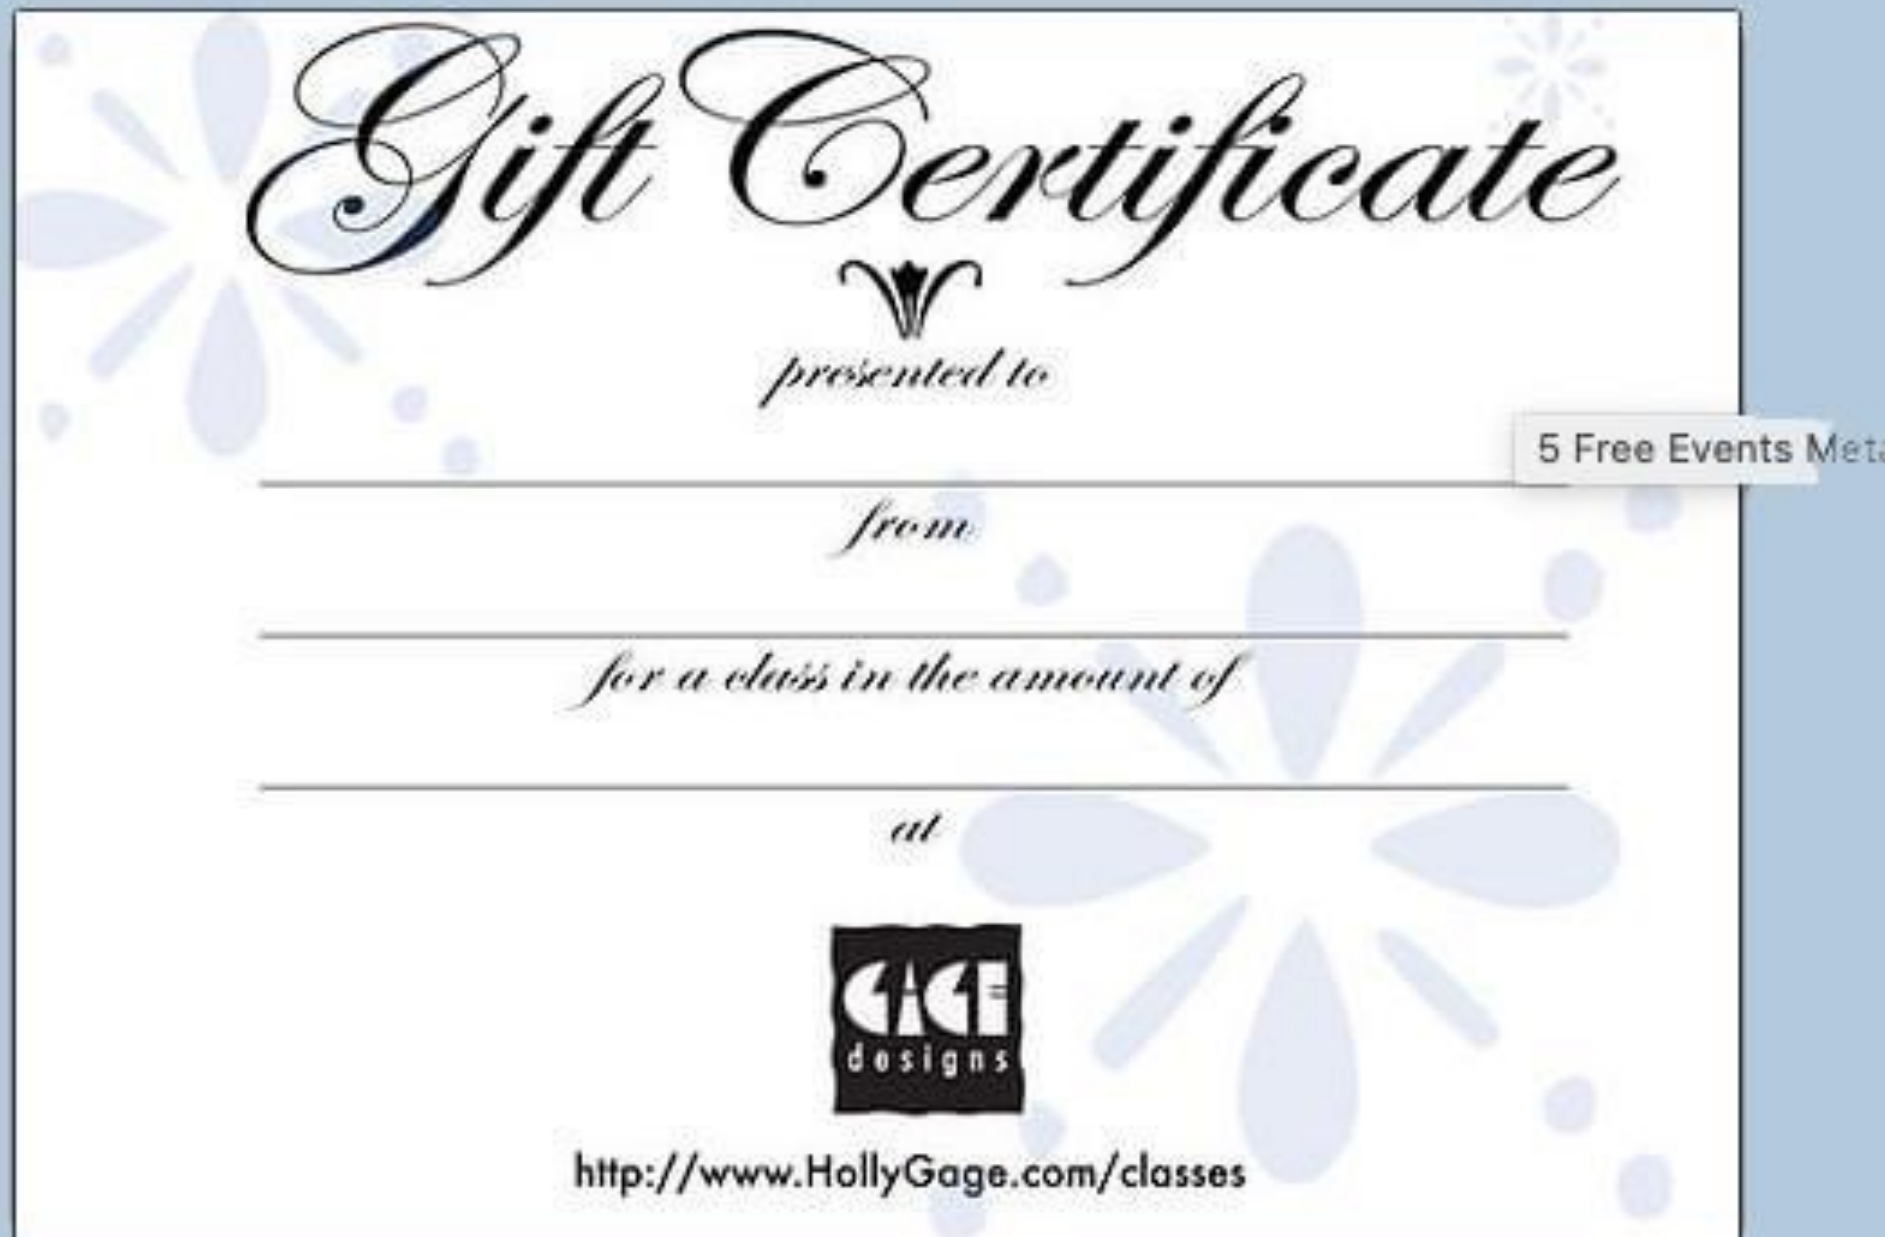 Gift Certificate
presented to
5 Free Events Meta
from
for a class in the amount of
at
GAGE
designs
http://www.HollyGage.com/classes